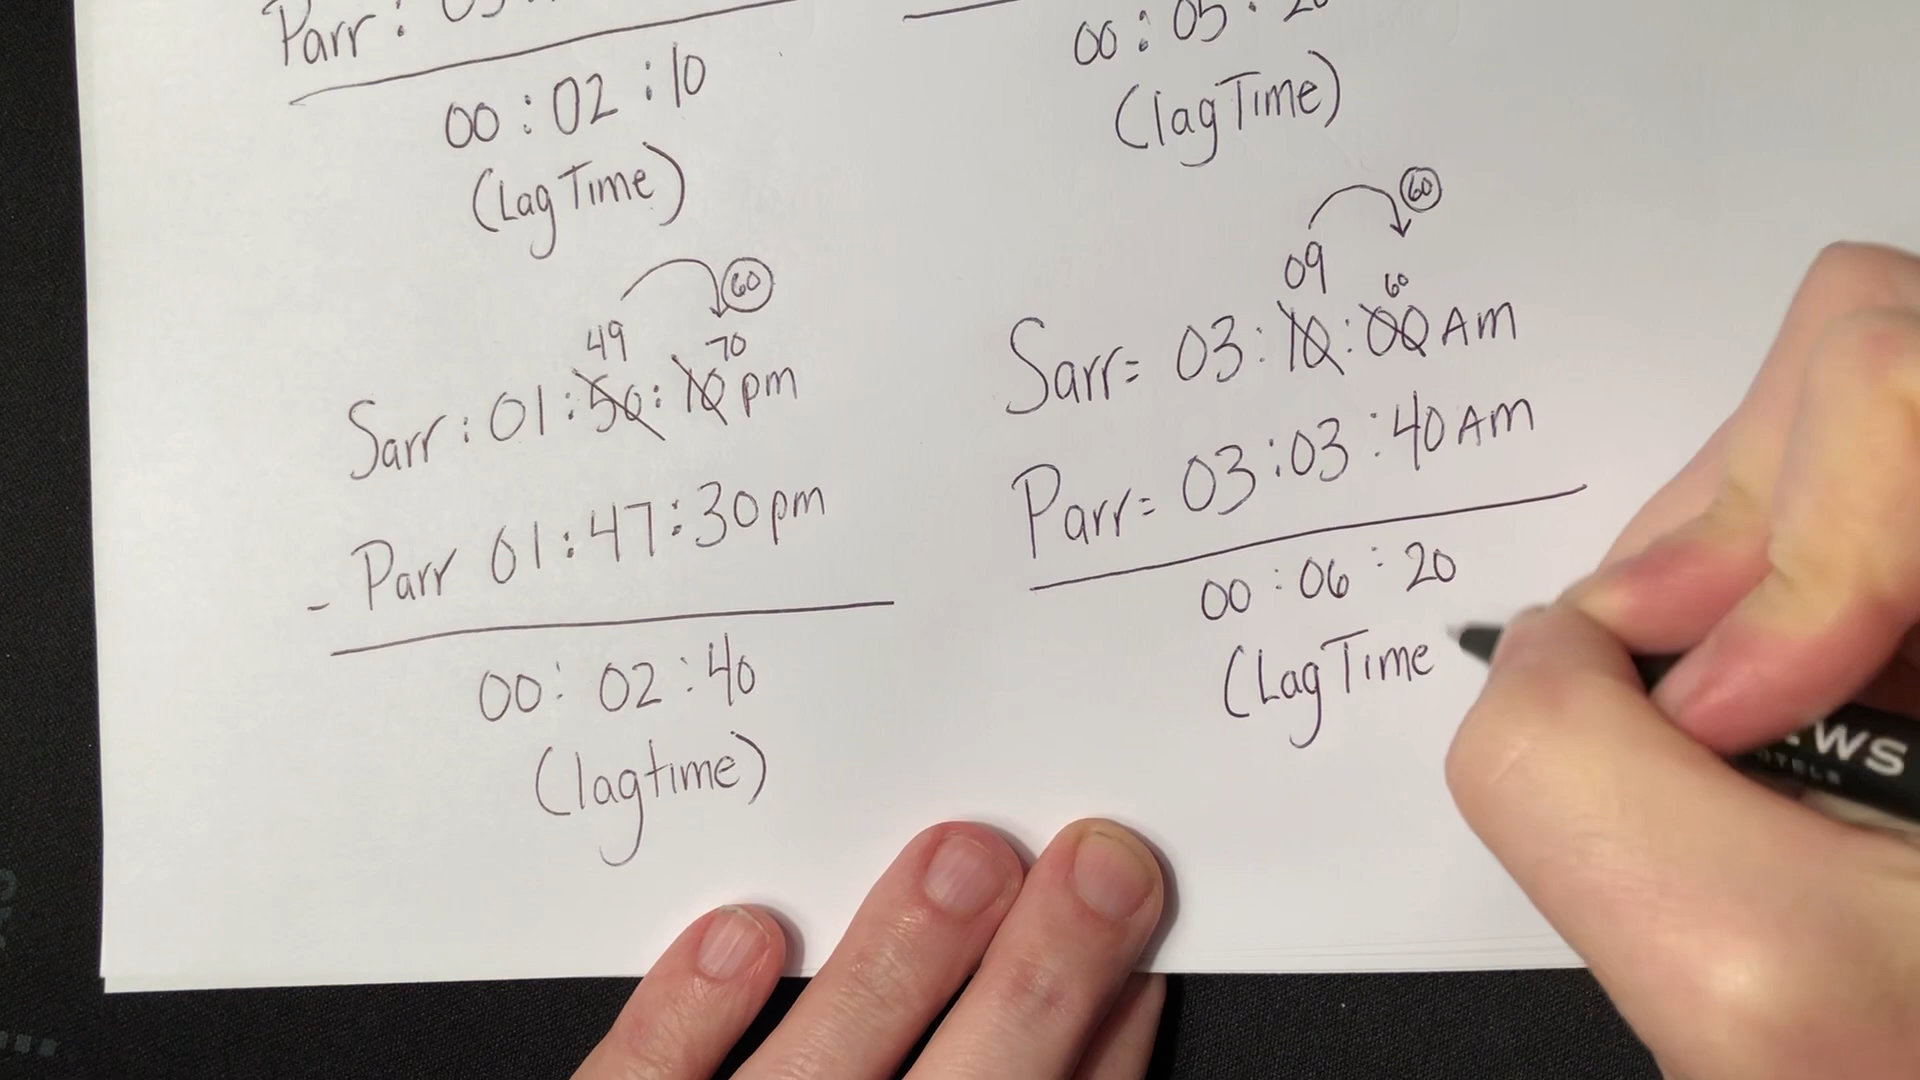 Parr:
00:02:10
(Lag Time)
00:05:20
(lag Time)
60
49
70
Sarr: 01:50:10 pm
- Parr 01:47:30 pm
00:02:40
(lagtime)
60
09
60
Sarr= 03:10:00 Am
Parr= 03:03:40 Am
00:06:20
(Lag Time